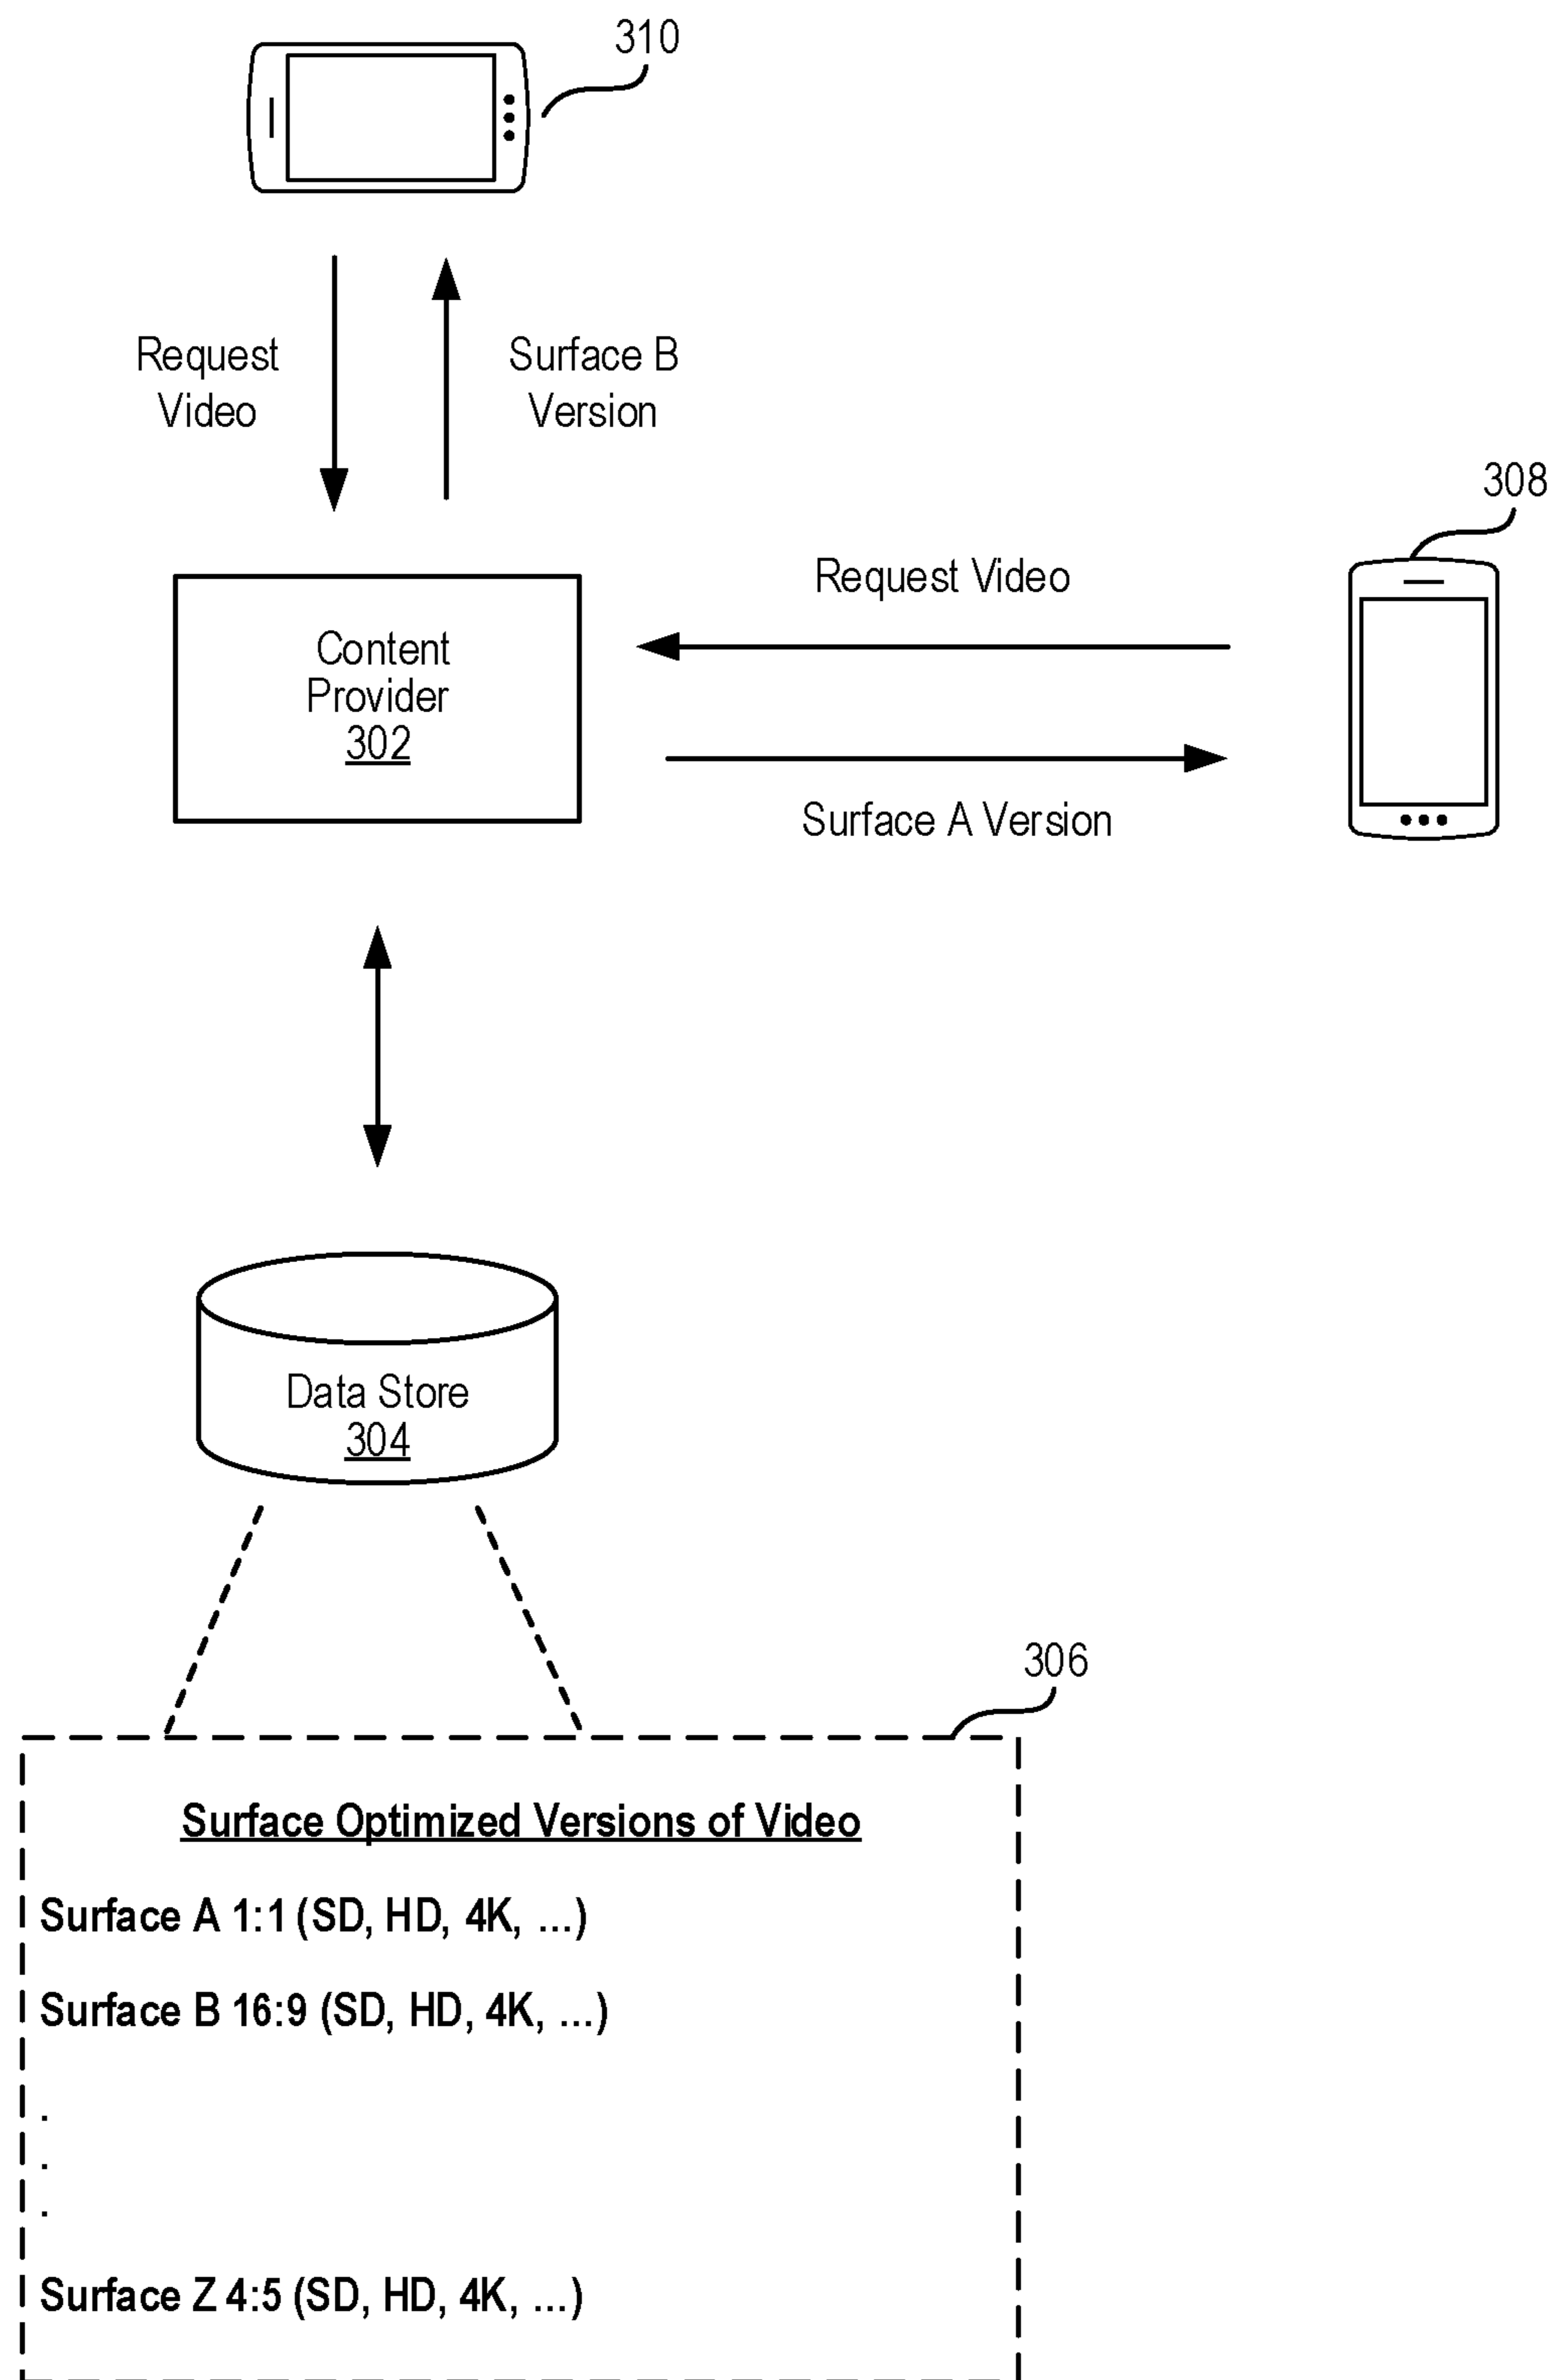 310
Request
Video
Surface B
Version
308
Request Video
Content
Provider
302
Surface A Version
Data Store
304
306
Surface Optimized Versions of Video
Surface A 1:1 (SD, HD, 4K, ...)
Surface B 16:9 (SD, HD, 4K, ...)
.
.
.
Surface Z 4:5 (SD, HD, 4K, ...)